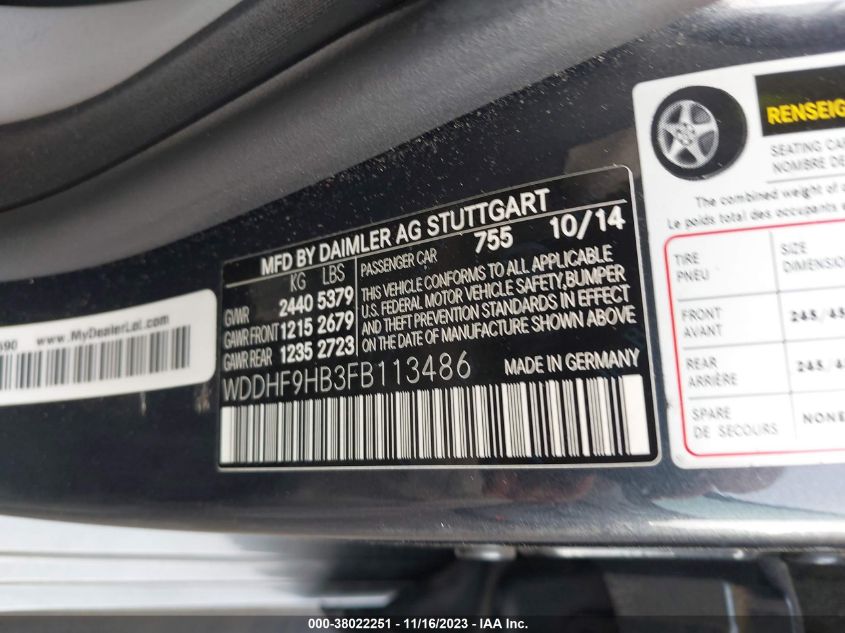 MFD BY DAIMLER AG STUTTGART
KG LBS
GVWR 2440 5379
GAWR FRONT 1215 2679
GAWR REAR 1235 2723
PASSENGER CAR 755 10/14
THIS VEHICLE CONFORMS TO ALL APPLICABLE
U.S. FEDERAL MOTOR VEHICLE SAFETY, BUMPER
AND THEFT PREVENTION STANDARDS IN EFFECT
ON THE DATE OF MANUFACTURE SHOWN ABOVE
WDDHF9HB3FB113486
MADE IN GERMANY
www.MyDealerLot.com
RENSEIG
SEATING CAP
NOMBRE DE
The combined weight of
Le poids total des occupants
TIRE
PNEU
SIZE
DIMENSION
FRONT
AVANT
245/45
REAR
ARRIÈRE
245/4
SPARE
DE SECOURS
NONE
000-38022251 - 11/16/2023 - IAA Inc.